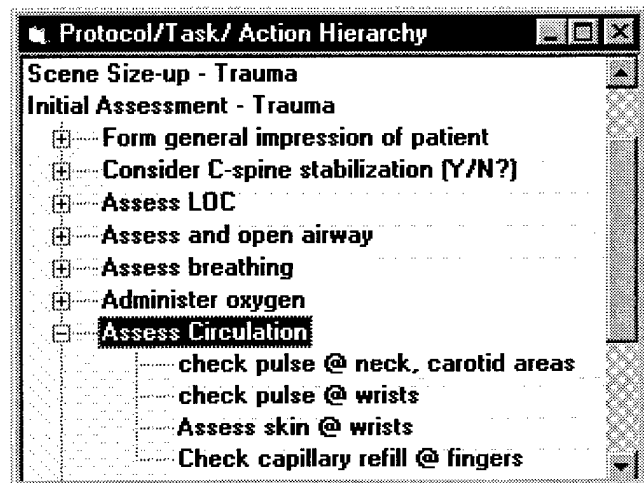 Protocol/Task/ Action Hierarchy
Scene Size-up - Trauma
Initial Assessment - Trauma
Form general impression of patient
Consider C-spine stabilization (Y/N?)
Assess LOC
Assess and open airway
Assess breathing
Administer oxygen
Assess Circulation
check pulse @ neck, carotid areas
check pulse @ wrists
Assess skin @ wrists
Check capillary refill @ fingers